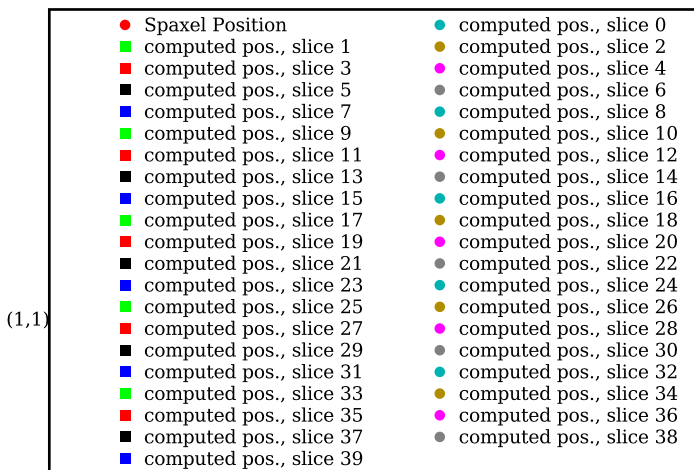 Spaxel Position
computed pos., slice 0
computed pos., slice 1
computed pos., slice 2
computed pos., slice 3
computed pos., slice 4
computed pos., slice 5
computed pos., slice 6
computed pos., slice 7
computed pos., slice 8
computed pos., slice 9
computed pos., slice 10
computed pos., slice 11
computed pos., slice 12
computed pos., slice 13
computed pos., slice 14
computed pos., slice 15
computed pos., slice 16
computed pos., slice 17
computed pos., slice 18
computed pos., slice 19
computed pos., slice 20
computed pos., slice 21
computed pos., slice 22
computed pos., slice 23
computed pos., slice 24
computed pos., slice 25
computed pos., slice 26
(1,1)
computed pos., slice 27
computed pos., slice 28
computed pos., slice 29
computed pos., slice 30
computed pos., slice 31
computed pos., slice 32
computed pos., slice 33
computed pos., slice 34
computed pos., slice 35
computed pos., slice 36
computed pos., slice 37
computed pos., slice 38
computed pos., slice 39